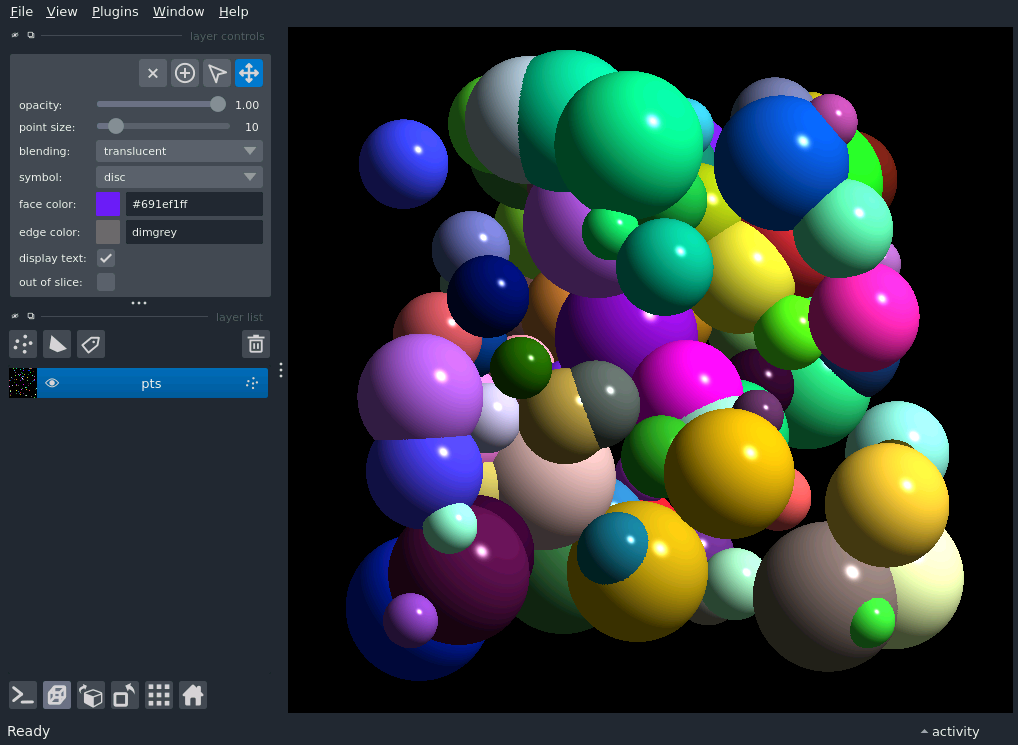 File View Plugins Window Help
layer controls
opacity: 1.00
point size: 10
blending: translucent
symbol: disc
face color: #691ef1ff
edge color: dimgrey
display text:
out of slice:
layer list
pts
Ready activity